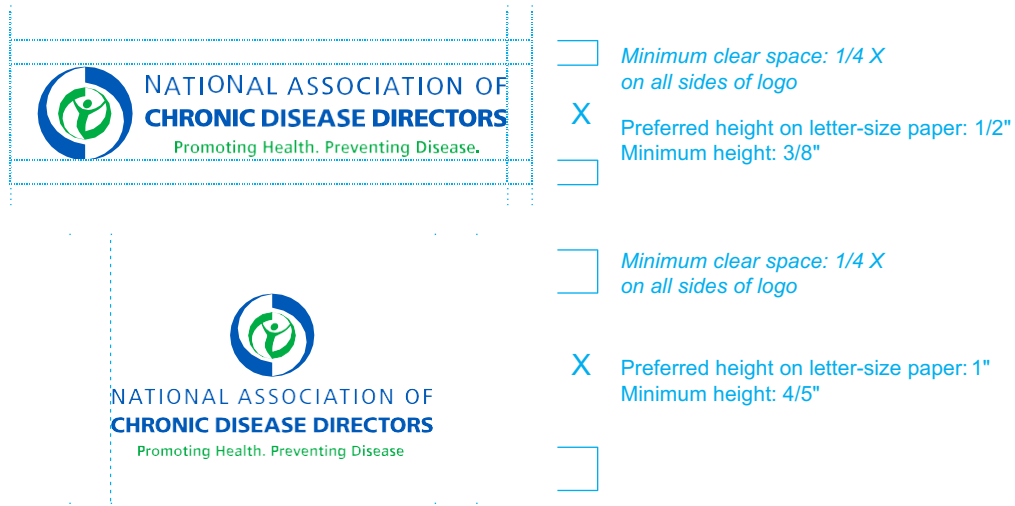 NATIONAL ASSOCIATION OF
CHRONIC DISEASE DIRECTORS
Promoting Health. Preventing Disease.
Minimum clear space: 1/4 X
on all sides of logo
X
Preferred height on letter-size paper: 1/2"
Minimum height: 3/8"
NATIONAL ASSOCIATION OF
CHRONIC DISEASE DIRECTORS
Promoting Health. Preventing Disease
Minimum clear space: 1/4 X
on all sides of logo
X
Preferred height on letter-size paper: 1"
Minimum height: 4/5"